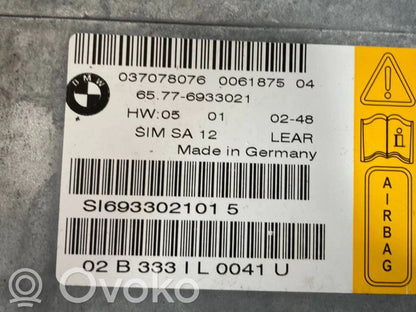 BMW
037078076 0061875 04
65.77-6933021
HW:05 01 02-48
SIM SA 12 LEAR
Made in Germany
SI693302101 5
02 B 333 I L 0041 U
AIRBAG
i
Ovoko